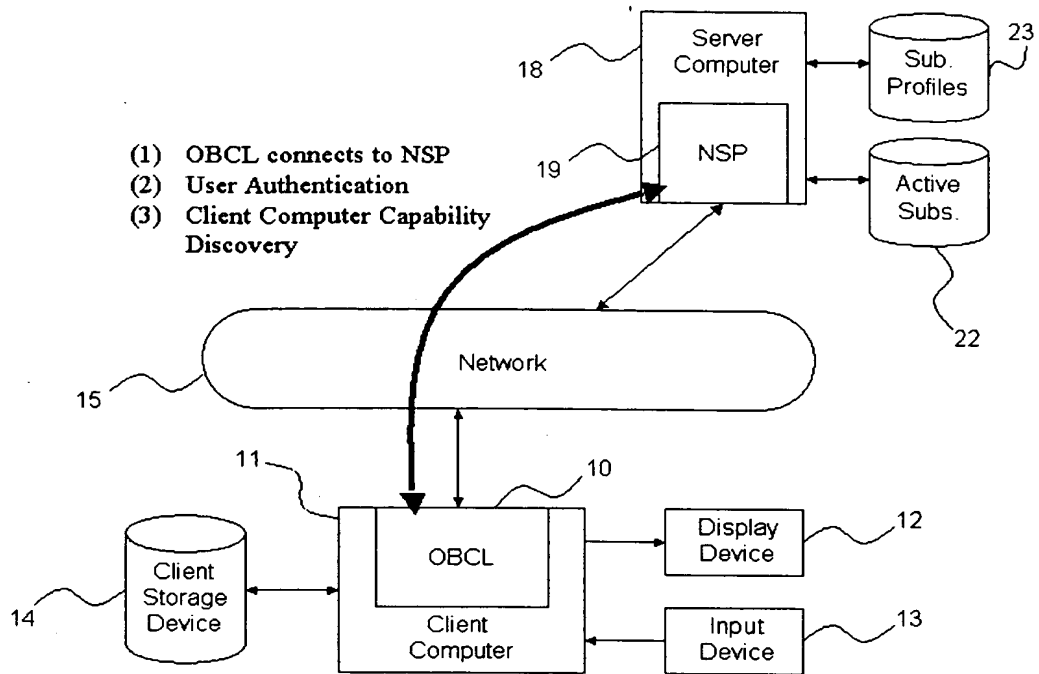 18
Server
Computer
Sub.
Profiles
23
(1) OBCL connects to NSP
(2) User Authentication
(3) Client Computer Capability
Discovery
19
NSP
Active
Subs.
22
Network
15
11
10
OBCL
Client
Computer
Client
Storage
Device
14
Display
Device
12
Input
Device
13